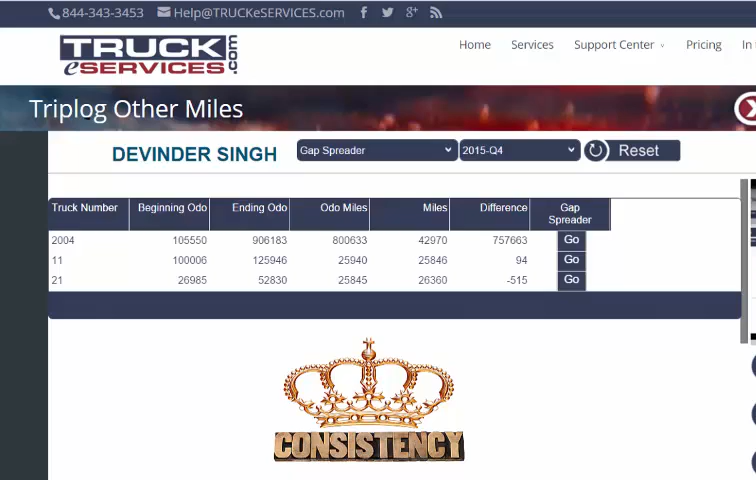 844-343-3453 Help@TRUCKeSERVICES.com
TRUCK
eSERVICES.com
Home Services Support Center Pricing In
Triplog Other Miles
DEVINDER SINGH Gap Spreader 2015-Q4 Reset
Truck Number Beginning Odo Ending Odo Odo Miles Miles Difference Gap Spreader
2004 105550 906183 800633 42970 757663 Go
11 100006 125946 25940 25846 94 Go
21 26985 52830 25845 26360 -515 Go
CONSISTENCY